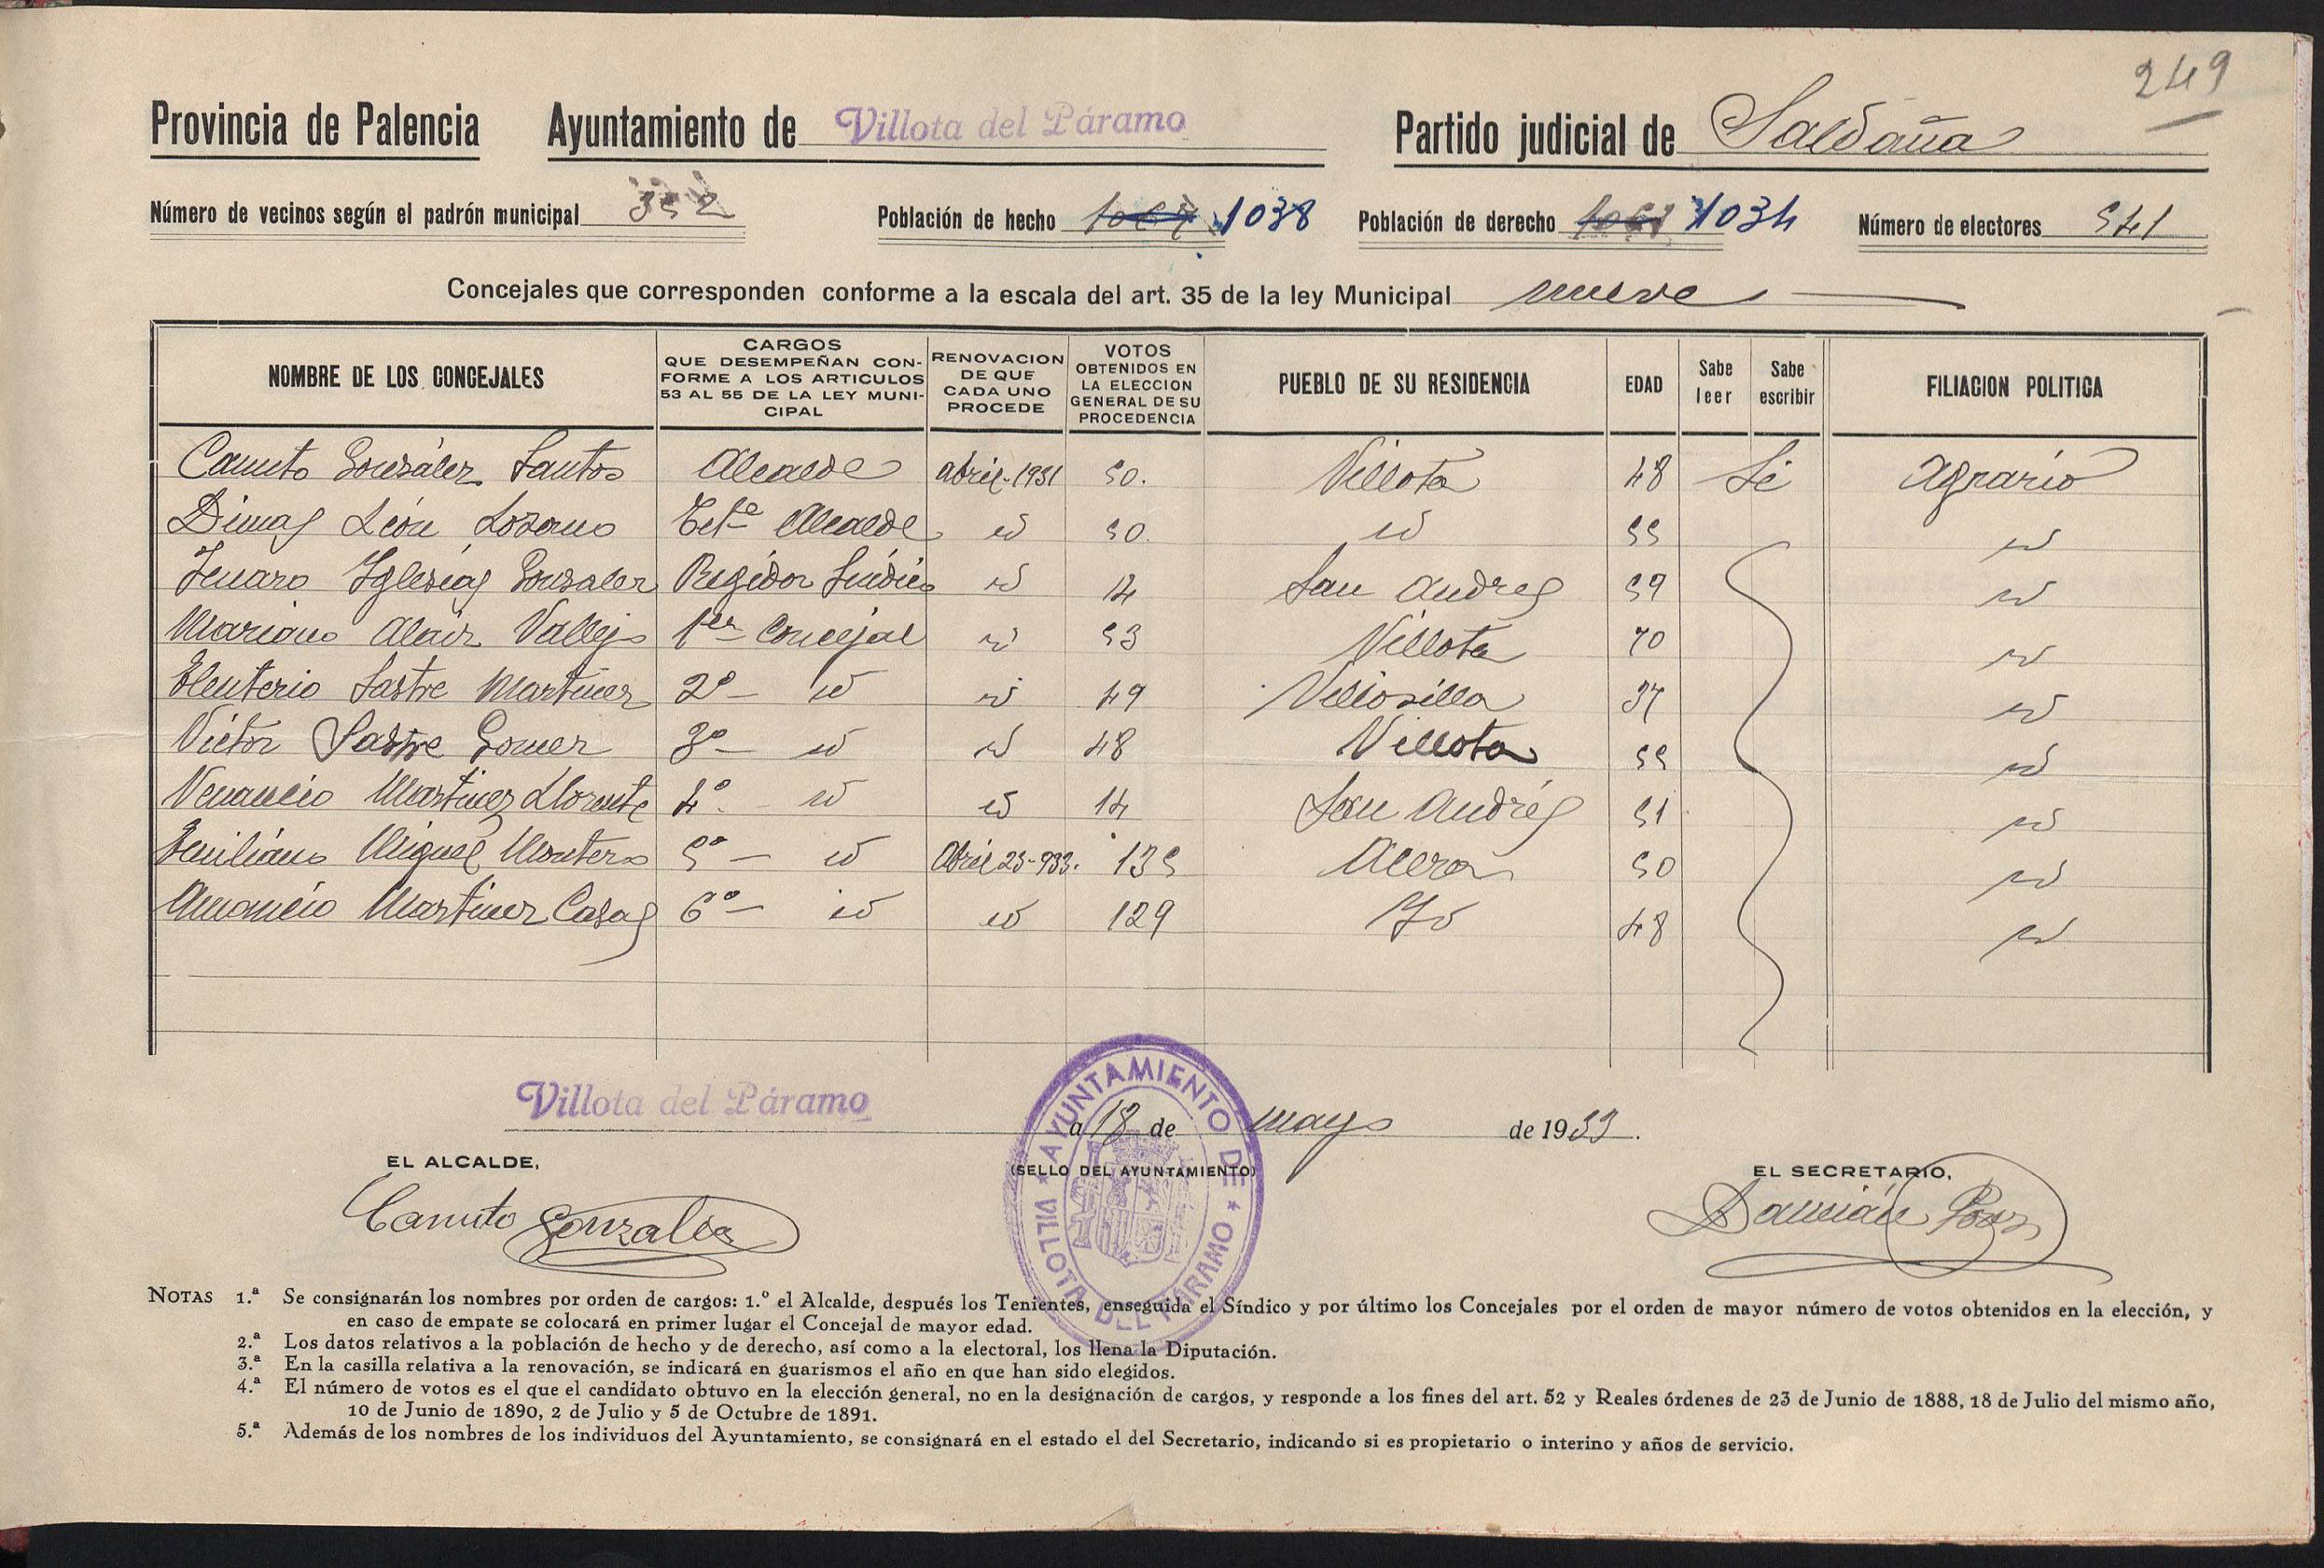 249
Provincia de Palencia Ayuntamiento de Villota del Páramo Partido judicial de Saldaña
Número de vecinos según el padrón municipal 352 Población de hecho 1038 Población de derecho 1034 Número de electores 541
Concejales que corresponden conforme a la escala del art. 35 de la ley Municipal nueve
NOMBRE DE LOS CONCEJALES CARGOS QUE DESEMPEÑAN CONFORME A LOS ARTICULOS 53 AL 55 DE LA LEY MUNICIPAL RENOVACION DE QUE CADA UNO PROCEDE VOTOS OBTENIDOS EN LA ELECCION GENERAL DE SU PROCEDENCIA PUEBLO DE SU RESIDENCIA EDAD Sabe leer Sabe escribir FILIACION POLITICA
Canuto González Santos Alcalde abril-1931 50. Villota 48 Si agrario
Dimas León Lozano Tete Alcalde id 50. id 55 id
Jenaro Iglesias Gonzalez Regidor Síndico id 14 San Andres 59 id
Mariano Alaiz Vallejo 1er Concejal id 53 Villota 70 id
Eleuterio Sastre Martinez 2º - id id 49 Villosilla 37 id
Victor Sastre Gomez 3º - id id 48 Villota 55 id
Venancio Martinez Llorente 4º - id id 14 San Andrés 51 id
Emiliano Miguel Montero 5º - id Abril 23-933. 135 Acera 50 id
Amancio Martinez Casas 6º - id id 129 Id 48 id
Villota del Páramo a 18 de mayo de 1933.
EL ALCALDE, (SELLO DEL AYUNTAMIENTO) EL SECRETARIO,
AYUNTAMIENTO DE * VILLOTA DEL PARAMO *
Canuto Gonzalez Damián
NOTAS 1.ª Se consignarán los nombres por orden de cargos: 1.º el Alcalde, después los Tenientes, enseguida el Síndico y por último los Concejales por el orden de mayor número de votos obtenidos en la elección, y
en caso de empate se colocará en primer lugar el Concejal de mayor edad.
2.ª Los datos relativos a la población de hecho y de derecho, así como a la electoral, los llena la Diputación.
3.ª En la casilla relativa a la renovación, se indicará en guarismos el año en que han sido elegidos.
4.ª El número de votos es el que el candidato obtuvo en la elección general, no en la designación de cargos, y responde a los fines del art. 52 y Reales órdenes de 23 de Junio de 1888, 18 de Julio del mismo año,
10 de Junio de 1890, 2 de Julio y 5 de Octubre de 1891.
5.ª Además de los nombres de los individuos del Ayuntamiento, se consignará en el estado el del Secretario, indicando si es propietario o interino y años de servicio.